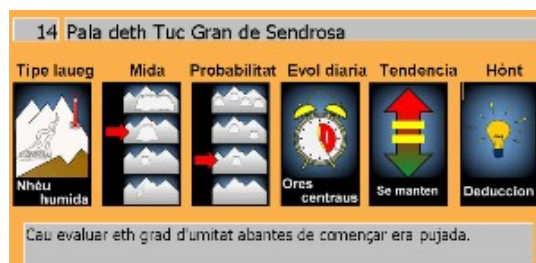 14 Pala deth Tuc Gran de Sendrosa
Tipe laueg Mida Probabilitat Evol diaria Tendencia Hònt
Nhèu humida
Ores centraus
Se manten
Deduccion
Cau evaluar eth grad d'umitat abantes de començar era pujada.